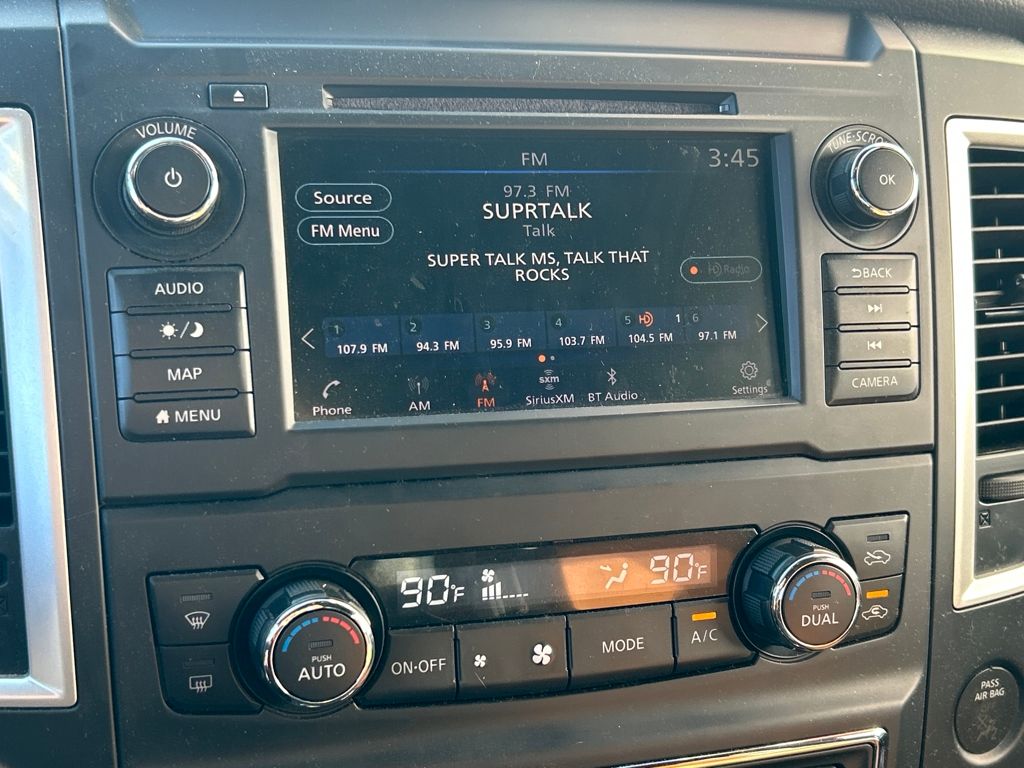 VOLUME
TUNE-SCROLL
OK
FM
3:45
Source
FM Menu
97.3 FM
SUPRTALK
Talk
SUPER TALK MS, TALK THAT
ROCKS
HD Radio
1
107.9 FM
2
94.3 FM
3
95.9 FM
4
103.7 FM
5 HD 1
104.5 FM
6
97.1 FM
Phone
AM
FM
sxm
SiriusXM
BT Audio
Settings
AUDIO
MAP
MENU
BACK
CAMERA
90°F
90°F
PUSH
AUTO
ON-OFF
MODE
A/C
PUSH
DUAL
PASS
AIR BAG